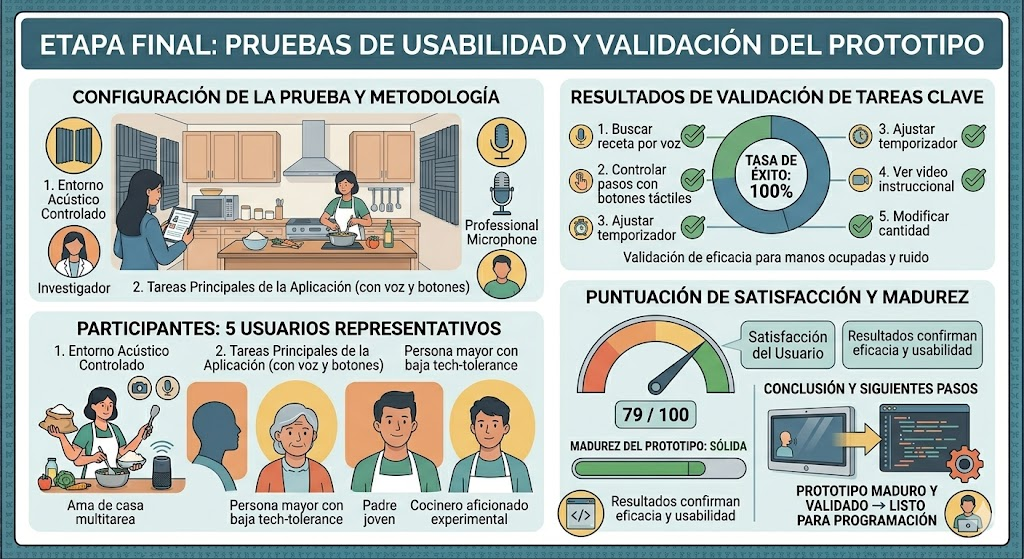 ETAPA FINAL: PRUEBAS DE USABILIDAD Y VALIDACIÓN DEL PROTOTIPO
CONFIGURACIÓN DE LA PRUEBA Y METODOLOGÍA
1. Entorno
Acústico
Controlado
Investigador
2. Tareas Principales de la Aplicación (con voz y botones)
Professional
Microphone
PARTICIPANTES: 5 USUARIOS REPRESENTATIVOS
1. Entorno Acústico
Controlado
2. Tareas Principales de la
Aplicación (con voz y botones)
Persona mayor con
baja tech-tolerance
Ama de casa
multitarea
Persona mayor con
baja tech-tolerance
Padre
joven
Cocinero aficionado
experimental
RESULTADOS DE VALIDACIÓN DE TAREAS CLAVE
1. Buscar
receta por voz
2. Controlar
pasos con
botones táctiles
3. Ajustar
temporizador
TASA DE
ÉXITO:
100%
3. Ajustar
temporizador
4. Ver video
instruccional
5. Modificar
cantidad
Validación de eficacia para manos ocupadas y ruido
PUNTUACIÓN DE SATISFACCIÓN Y MADUREZ
79 / 100
Satisfacción
del Usuario
Resultados confirman
eficacia y usabilidad
MADUREZ DEL PROTOTIPO: SÓLIDA
</>
Resultados confirman
eficacia y usabilidad
CONCLUSIÓN Y SIGUIENTES PASOS
PROTOTIPO MADURO Y
VALIDADO → LISTO
PARA PROGRAMACIÓN